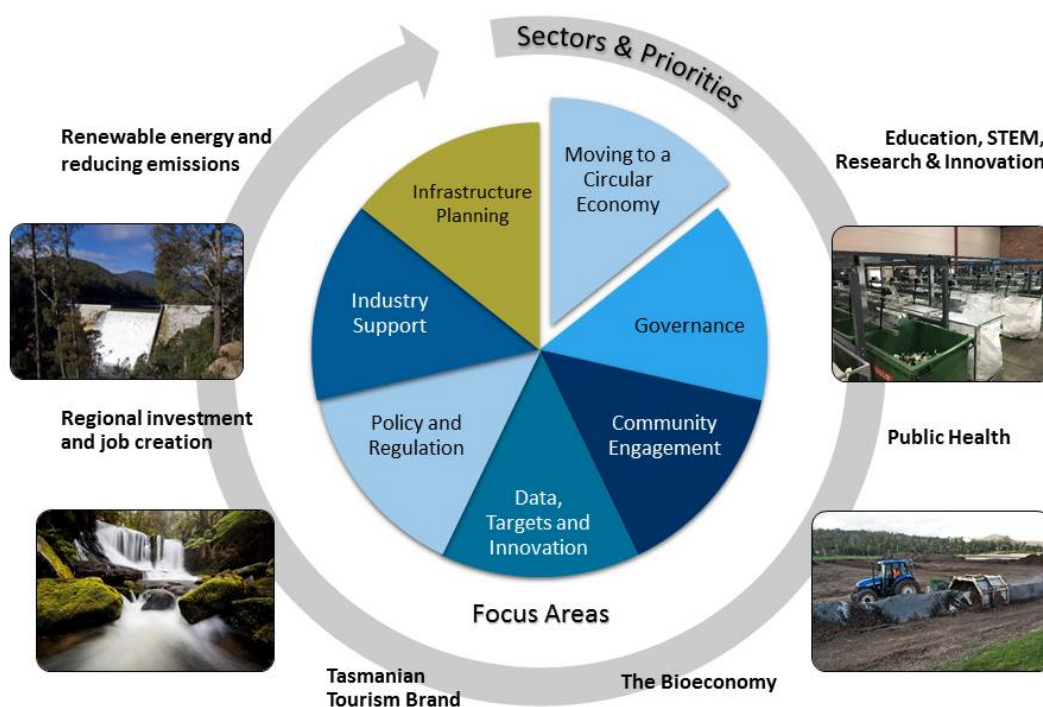 Sectors & Priorities
Renewable energy and
reducing emissions
Education, STEM,
Research & Innovation
Moving to a
Circular
Economy
Infrastructure
Planning
Industry
Support
Governance
Regional investment
and job creation
Policy and
Regulation
Community
Engagement
Public Health
Data,
Targets and
Innovation
Focus Areas
Tasmanian
Tourism Brand
The Bioeconomy